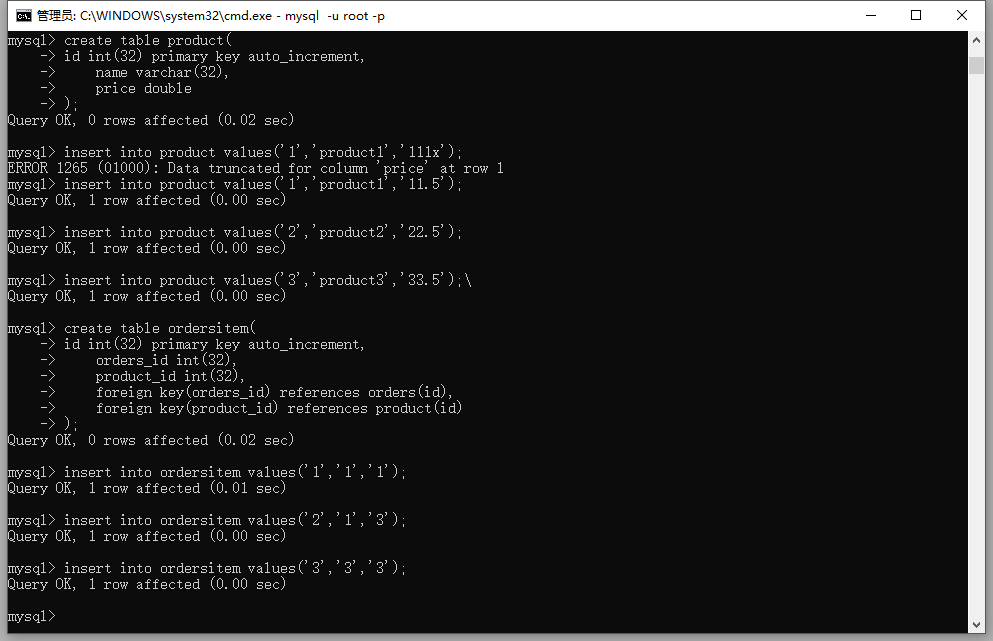 管理员: C:\WINDOWS\system32\cmd.exe - mysql  -u root -p
mysql> create table product(
    -> id int(32) primary key auto_increment,
    ->     name varchar(32),
    ->     price double
    -> );
Query OK, 0 rows affected (0.02 sec)
mysql> insert into product values('1','product1','111x');
ERROR 1265 (01000): Data truncated for column 'price' at row 1
mysql> insert into product values('1','product1','11.5');
Query OK, 1 row affected (0.00 sec)
mysql> insert into product values('2','product2','22.5');
Query OK, 1 row affected (0.00 sec)
mysql> insert into product values('3','product3','33.5');\
Query OK, 1 row affected (0.00 sec)
mysql> create table ordersitem(
    -> id int(32) primary key auto_increment,
    ->     orders_id int(32),
    ->     product_id int(32),
    ->     foreign key(orders_id) references orders(id),
    ->     foreign key(product_id) references product(id)
    -> );
Query OK, 0 rows affected (0.02 sec)
mysql> insert into ordersitem values('1','1','1');
Query OK, 1 row affected (0.01 sec)
mysql> insert into ordersitem values('2','1','3');
Query OK, 1 row affected (0.00 sec)
mysql> insert into ordersitem values('3','3','3');
Query OK, 1 row affected (0.00 sec)
mysql>